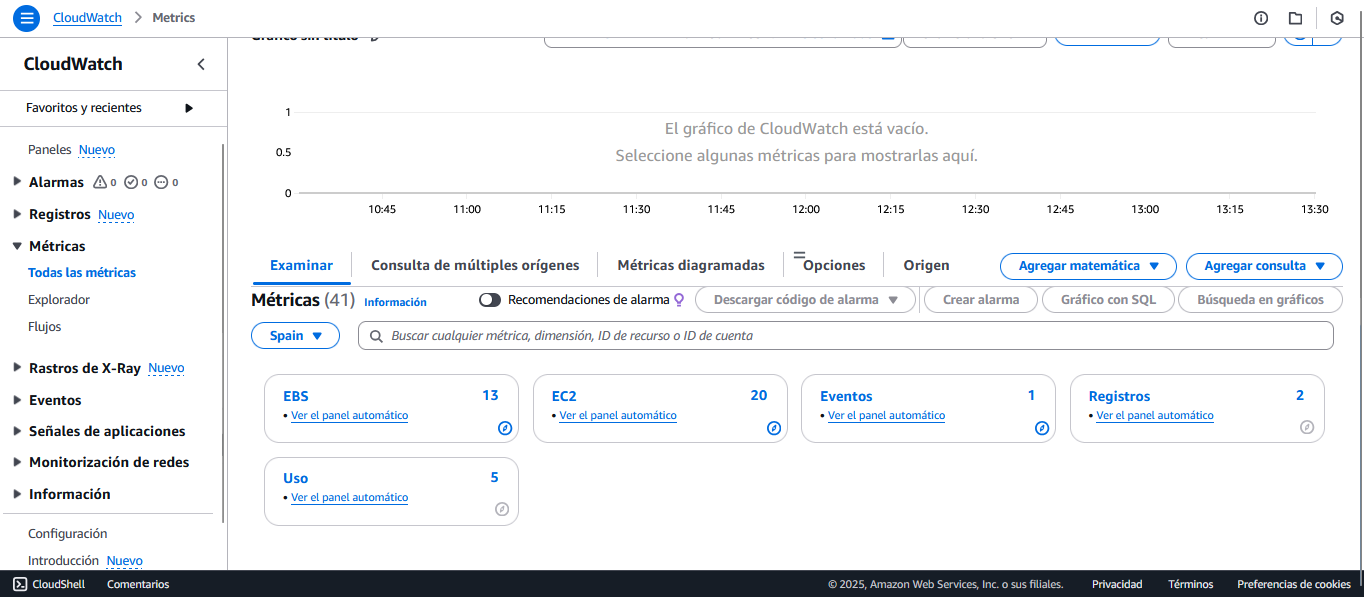 CloudWatch > Metrics
CloudWatch
Favoritos y recientes
Paneles Nuevo
Alarmas 0 0 0
Registros Nuevo
Métricas
Todas las métricas
Explorador
Flujos
Rastros de X-Ray Nuevo
Eventos
Señales de aplicaciones
Monitorización de redes
Información
Configuración
Introducción Nuevo
Gráfico sin título
1
0.5
0
El gráfico de CloudWatch está vacío.
Seleccione algunas métricas para mostrarlas aquí.
10:45 11:00 11:15 11:30 11:45 12:00 12:15 12:30 12:45 13:00 13:15 13:30
Examinar Consulta de múltiples orígenes Métricas diagramadas Opciones Origen Agregar matemática Agregar consulta
Métricas (41) Información Recomendaciones de alarma Descargar código de alarma Crear alarma Gráfico con SQL Búsqueda en gráficos
Spain Buscar cualquier métrica, dimensión, ID de recurso o ID de cuenta
EBS 13
• Ver el panel automático
EC2 20
• Ver el panel automático
Eventos 1
• Ver el panel automático
Registros 2
• Ver el panel automático
Uso 5
• Ver el panel automático
CloudShell Comentarios © 2025, Amazon Web Services, Inc. o sus filiales. Privacidad Términos Preferencias de cookies